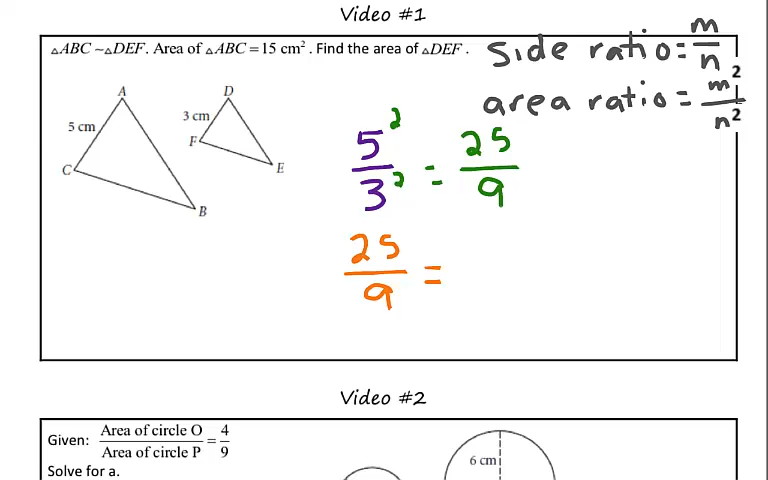 Video #1
△ABC ~ △DEF. Area of △ABC = 15 cm². Find the area of △DEF.
side ratio = m/n
area ratio = m²/n²
A
D
5 cm
3 cm
F
C
E
B
5²/3² = 25/9
25/9 =
Video #2
Given: Area of circle O/Area of circle P = 4/9
Solve for a.
6 cm